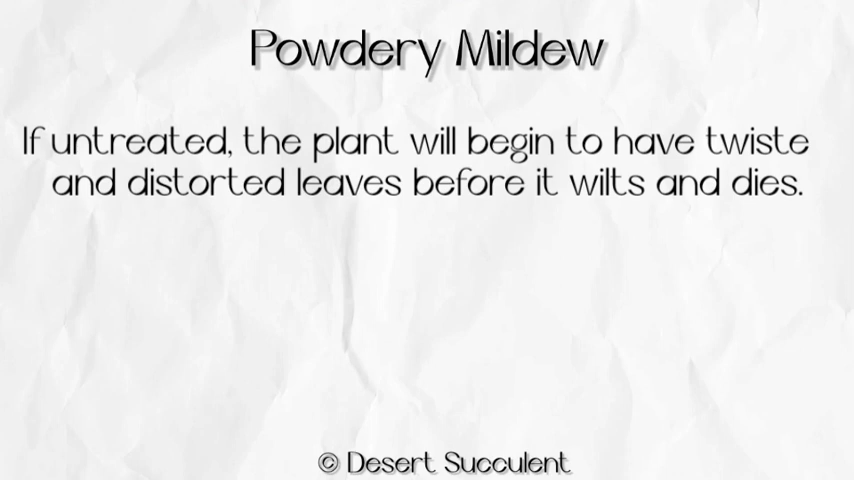 Powdery Mildew
If untreated, the plant will begin to have twiste
and distorted leaves before it wilts and dies.
© Desert Succulent